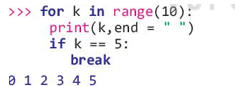 >>> for k in range(10):
        print(k,end = " ")
        if k == 5:
            break
0 1 2 3 4 5